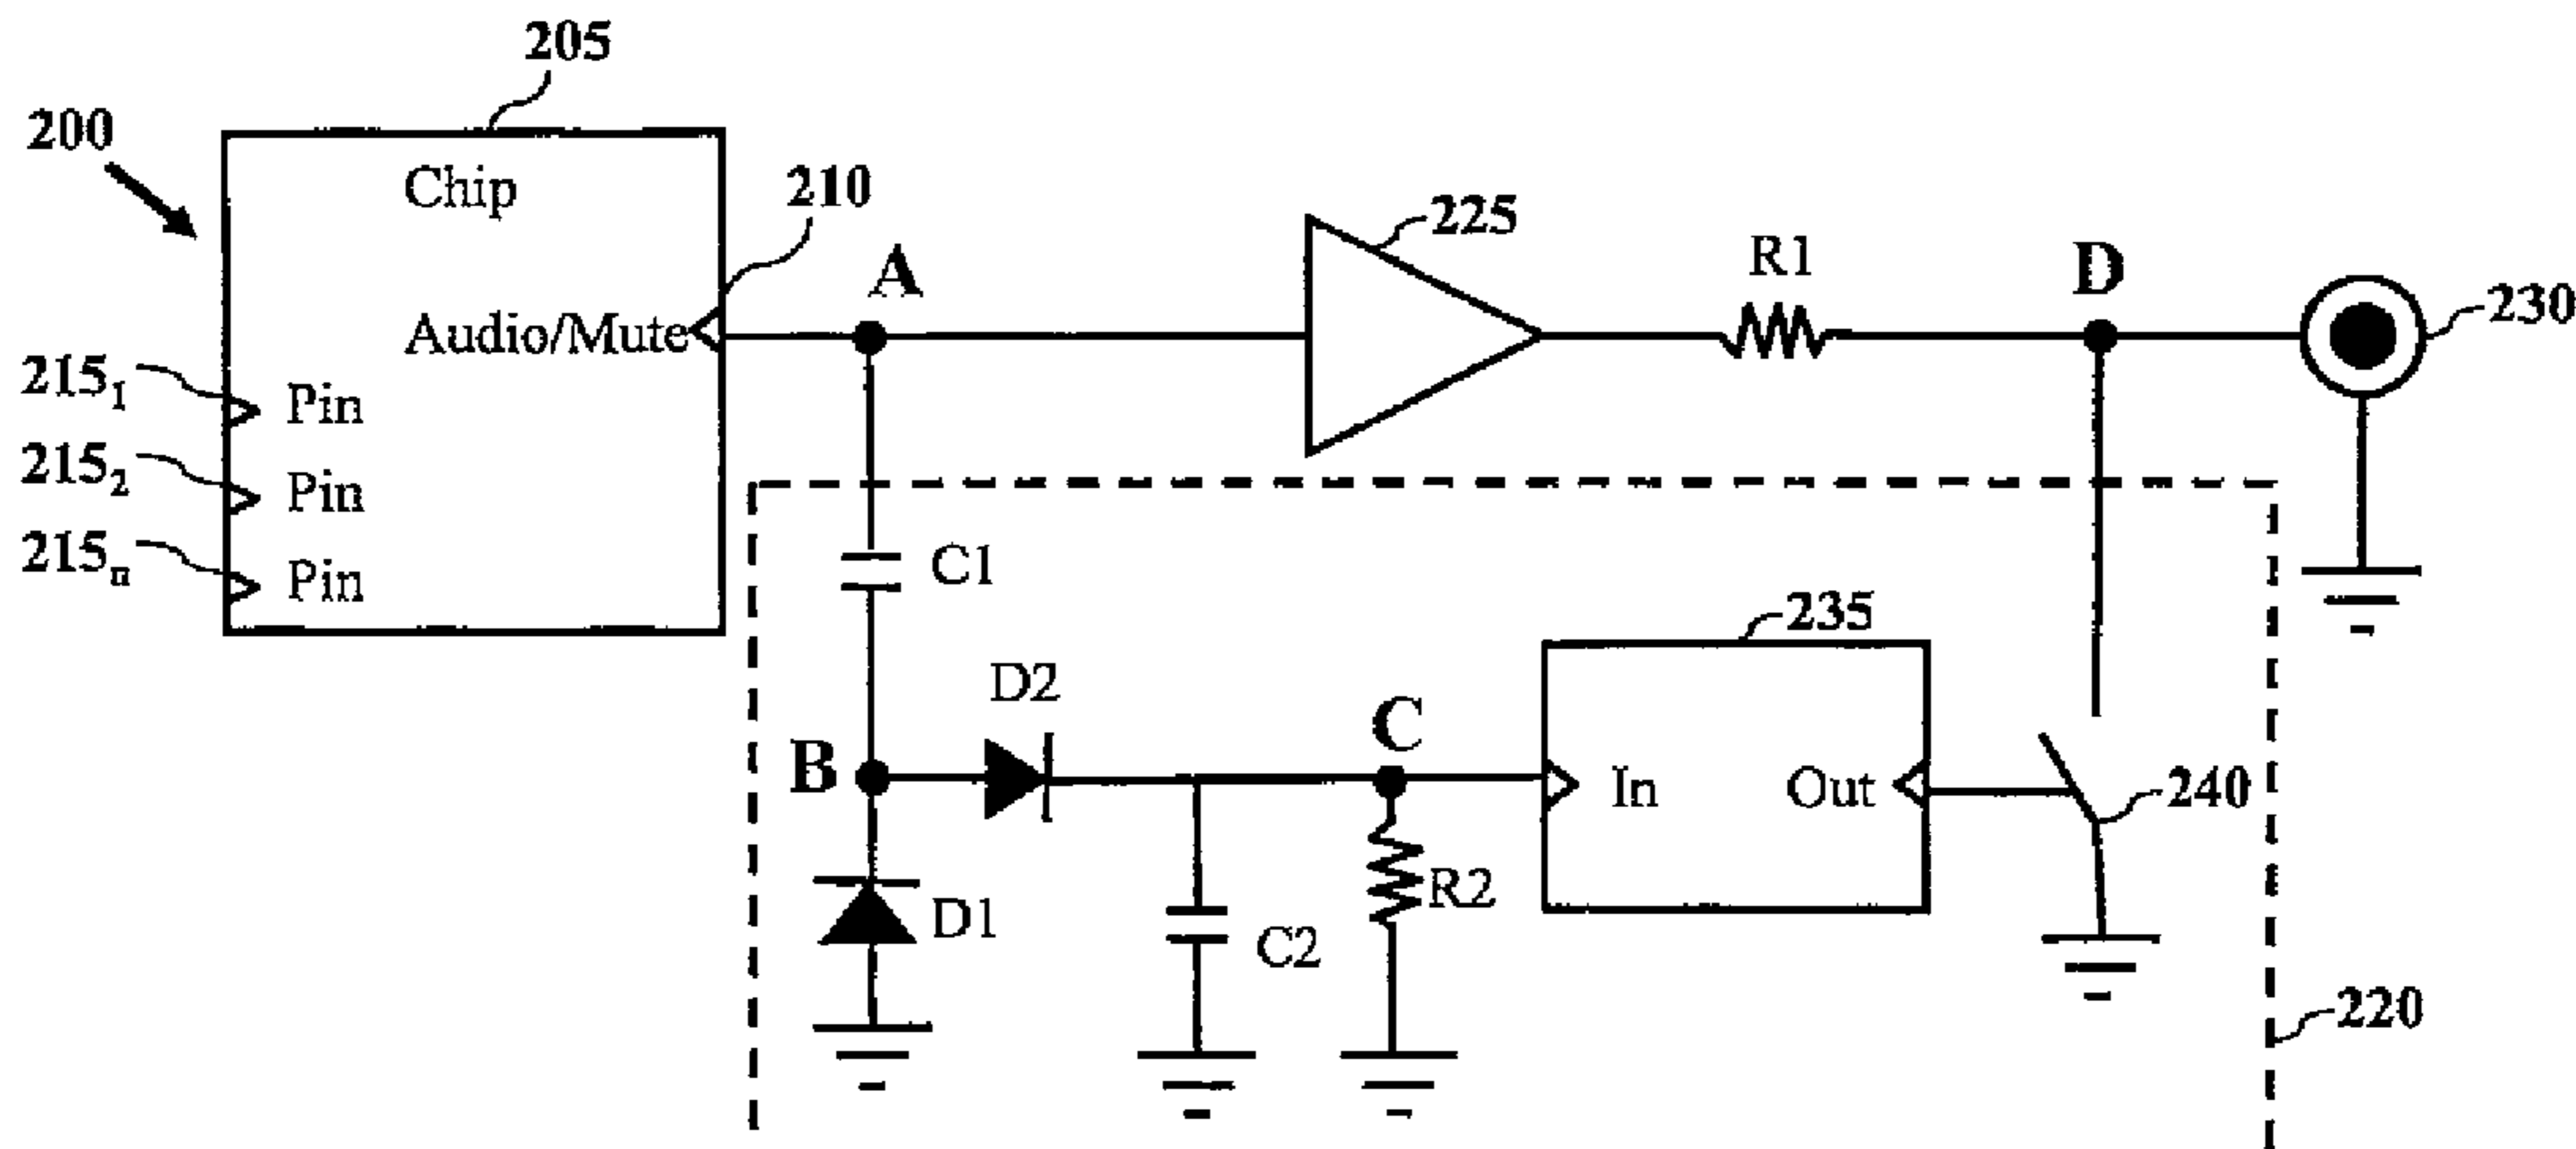 205
200
Chip
210
225
R1
A
D
230
Audio/Mute
215₁
Pin
215₂
Pin
215ₙ
Pin
C1
235
D2
C
B
In
Out
240
D1
R2
C2
220